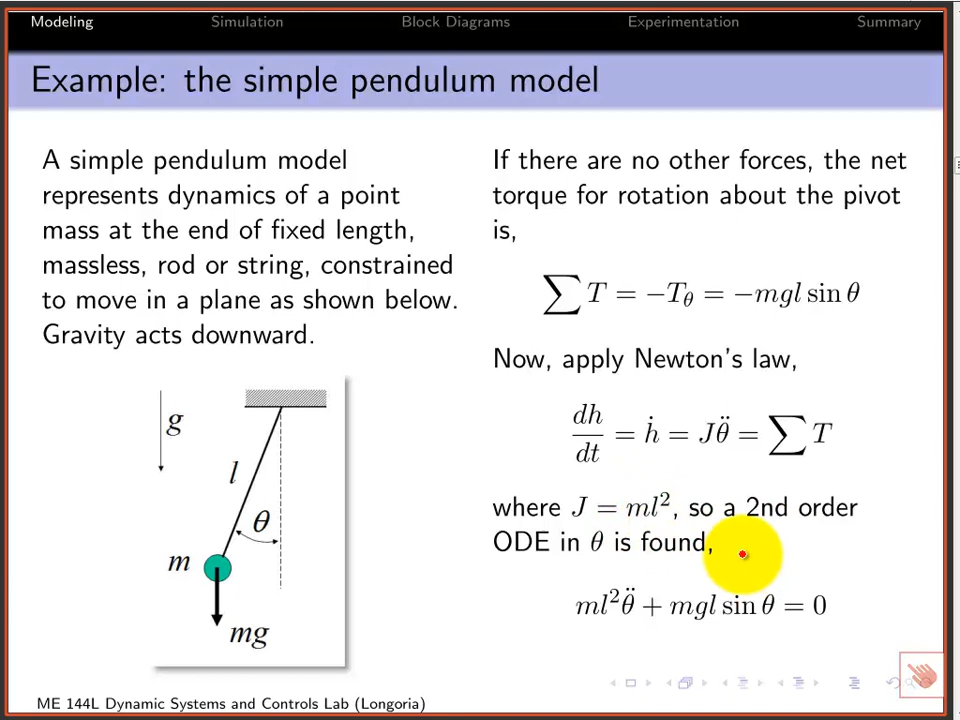 Modeling Simulation Block Diagrams Experimentation Summary
Example: the simple pendulum model
A simple pendulum model
represents dynamics of a point
mass at the end of fixed length,
massless, rod or string, constrained
to move in a plane as shown below.
Gravity acts downward.
g
l
θ
m
mg
If there are no other forces, the net
torque for rotation about the pivot
is,
∑ T = −T_θ = −mgl sin θ
Now, apply Newton's law,
dh/dt = ḣ = Jθ̈ = ∑ T
where J = ml², so a 2nd order
ODE in θ is found,
ml²θ̈ + mgl sin θ = 0
ME 144L Dynamic Systems and Controls Lab (Longoria)